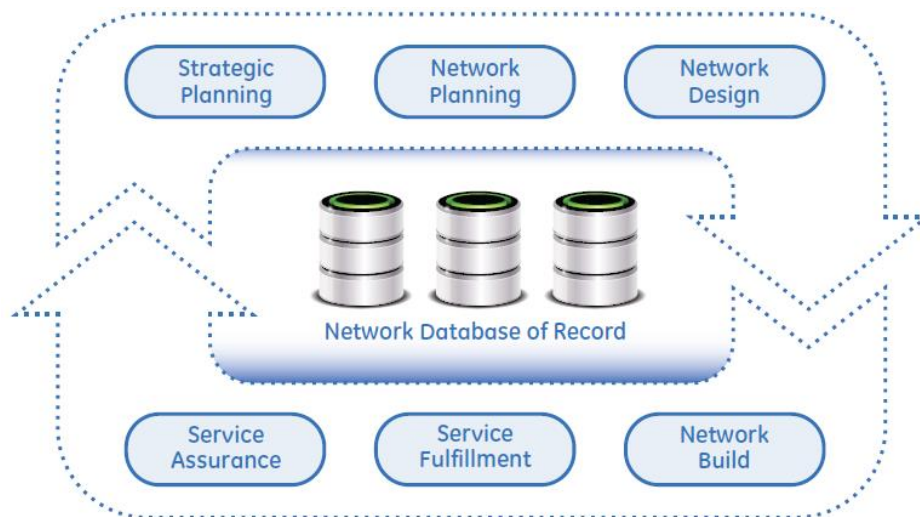 Strategic
Planning
Network
Planning
Network
Design
Network Database of Record
Service
Assurance
Service
Fulfillment
Network
Build